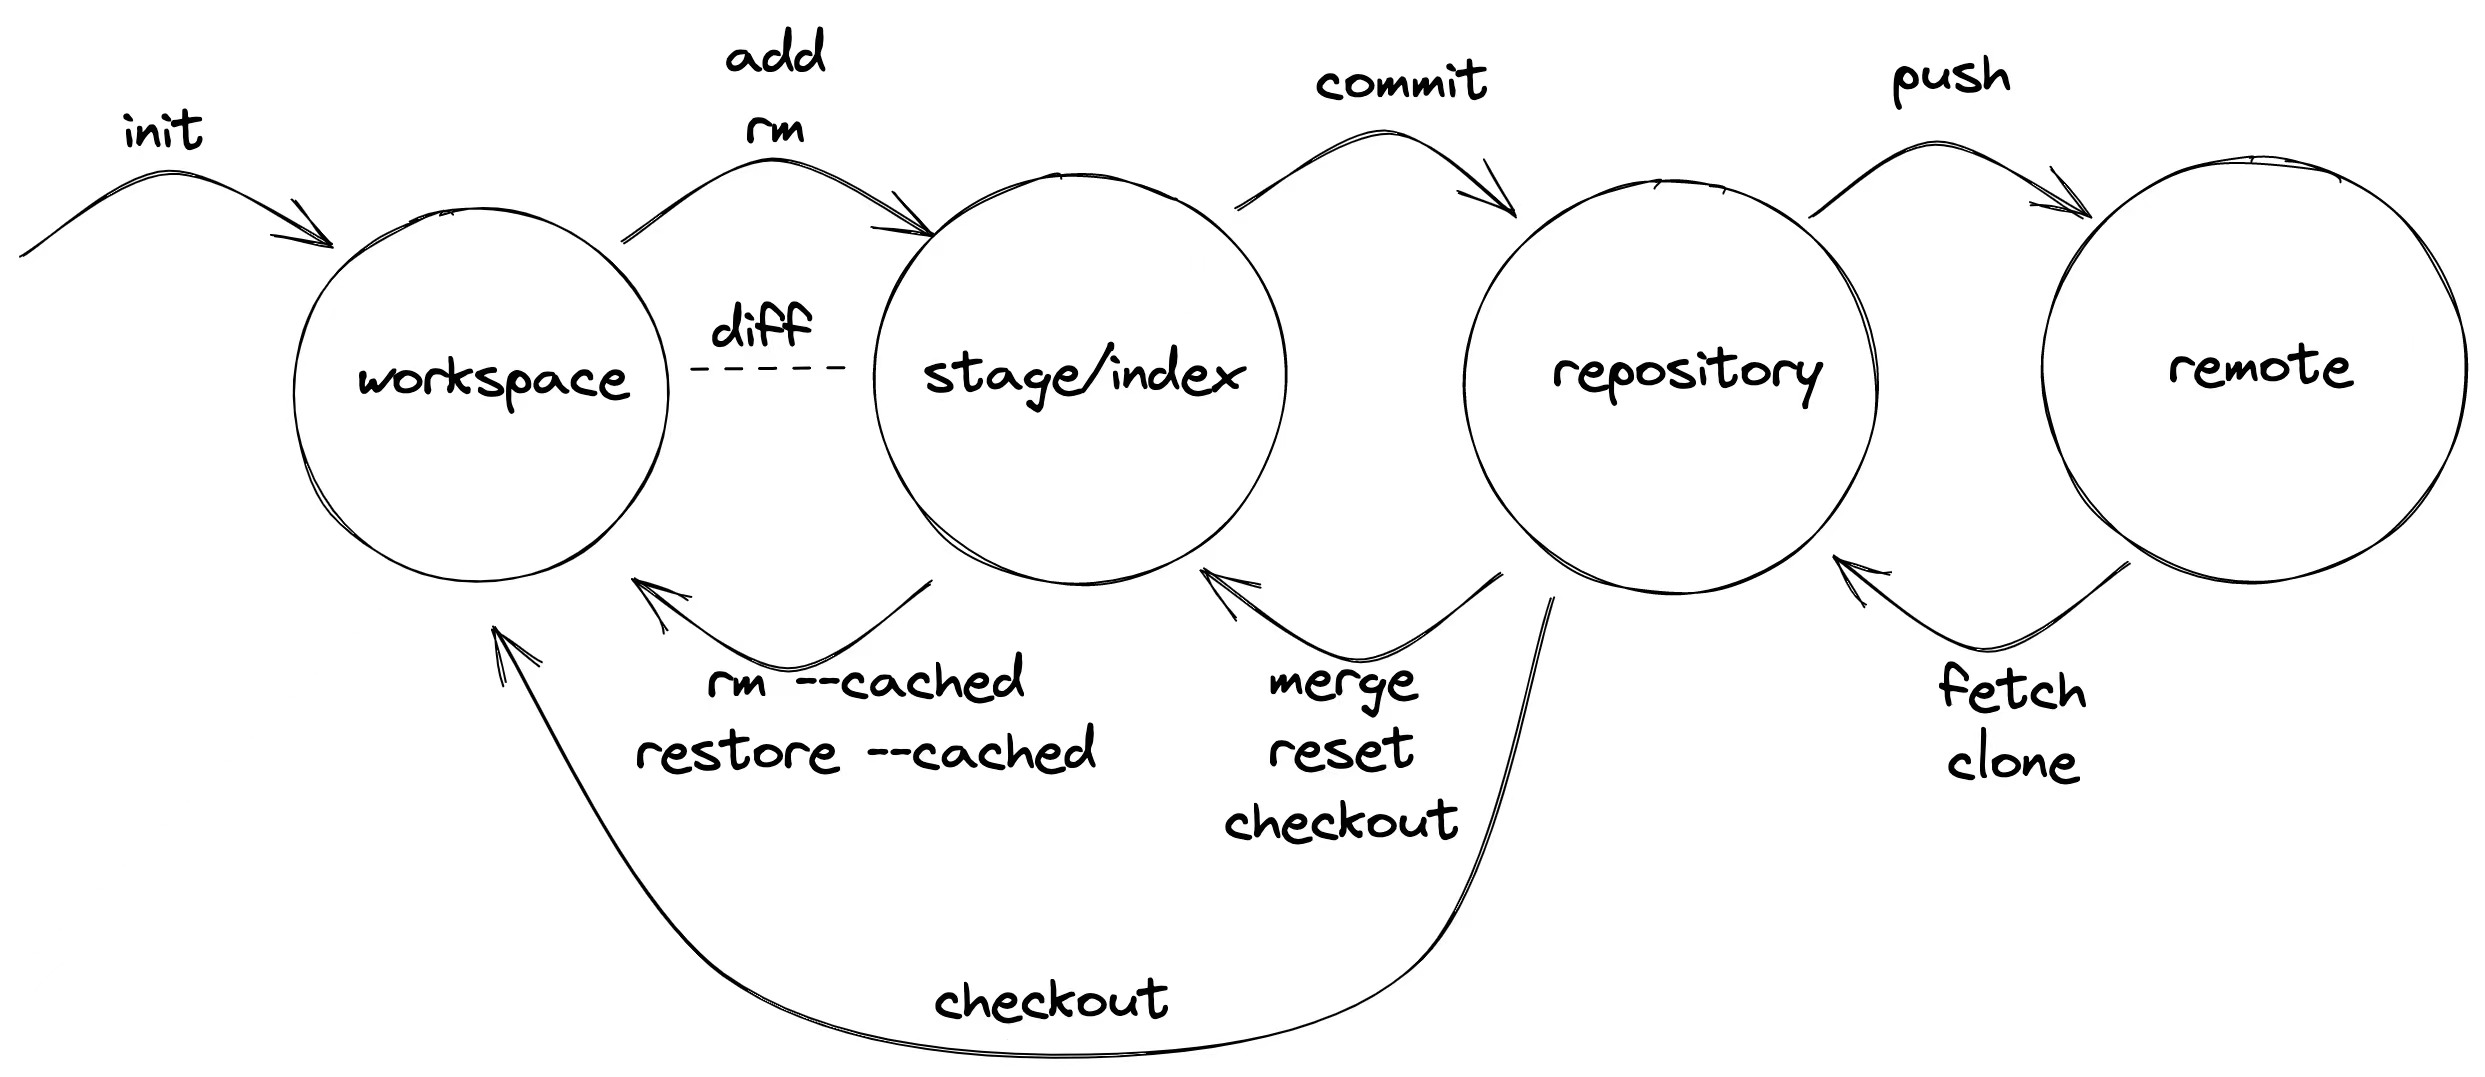 init
add
rm
commit
push
workspace
diff
stage/index
repository
remote
rm --cached
restore --cached
merge
reset
checkout
fetch
clone
checkout